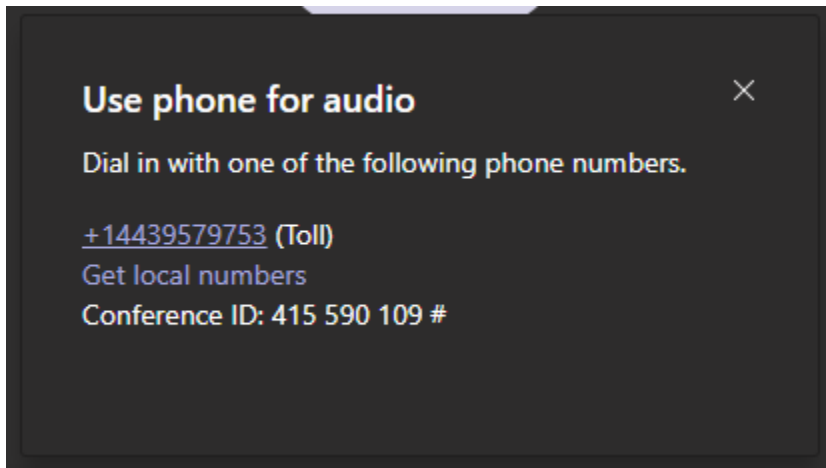 Use phone for audio
Dial in with one of the following phone numbers.
+14439579753 (Toll)
Get local numbers
Conference ID: 415 590 109 #